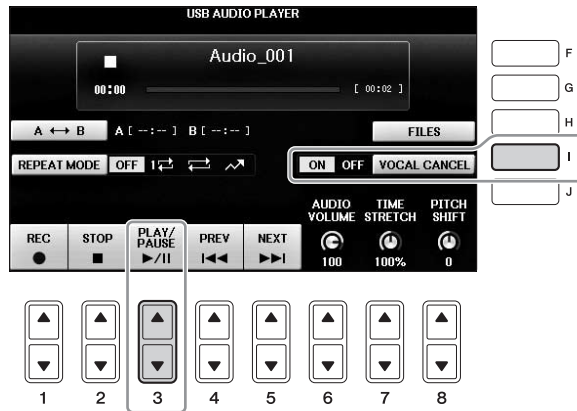 USB AUDIO PLAYER
Audio_001
00:00 [ 00:02 ]
A ↔ B A [ --:-- ] B [ --:-- ] FILES
REPEAT MODE OFF 1 ON OFF VOCAL CANCEL
AUDIO VOLUME TIME STRETCH PITCH SHIFT
100 100% 0
REC STOP PLAY/PAUSE PREV NEXT
F
G
H
I
J
1 2 3 4 5 6 7 8